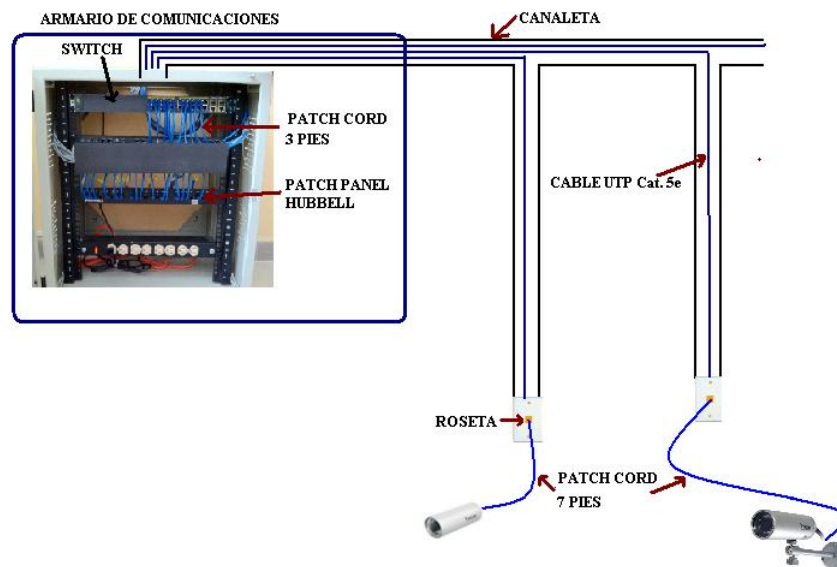 ARMARIO DE COMUNICACIONES
CANALETA
SWITCH
PATCH CORD
3 PIES
PATCH PANEL
HUBBELL
CABLE UTP Cat. 5e
ROSETA
PATCH CORD
7 PIES